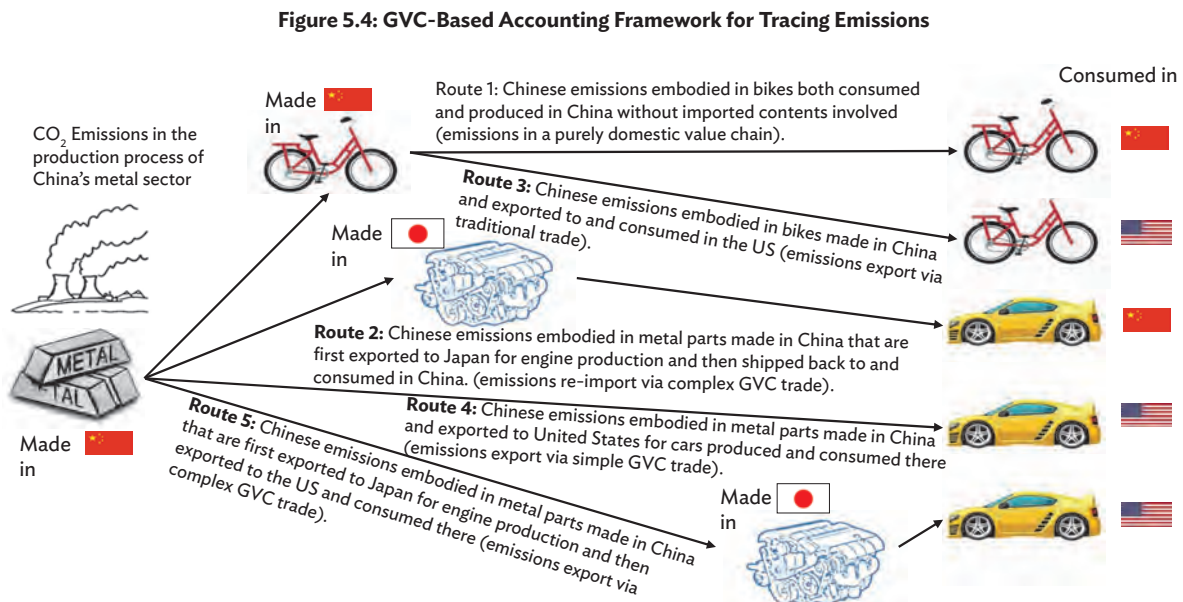 Figure 5.4: GVC-Based Accounting Framework for Tracing Emissions
Consumed in
Made
in
Route 1: Chinese emissions embodied in bikes both consumed
and produced in China without imported contents involved
(emissions in a purely domestic value chain).
CO2 Emissions in the
production process of
China’s metal sector
Route 3: Chinese emissions embodied in bikes made in China
and exported to and consumed in the US (emissions export via
traditional trade).
Made
in
Route 2: Chinese emissions embodied in metal parts made in China that are
first exported to Japan for engine production and then shipped back to and
consumed in China. (emissions re-import via complex GVC trade).
METAL
TAL
Made
in
Route 4: Chinese emissions embodied in metal parts made in China
and exported to United States for cars produced and consumed there
(emissions export via simple GVC trade).
Route 5: Chinese emissions embodied in metal parts made in China
that are first exported to Japan for engine production and then
exported to the US and consumed there (emissions export via
complex GVC trade).
Made
in